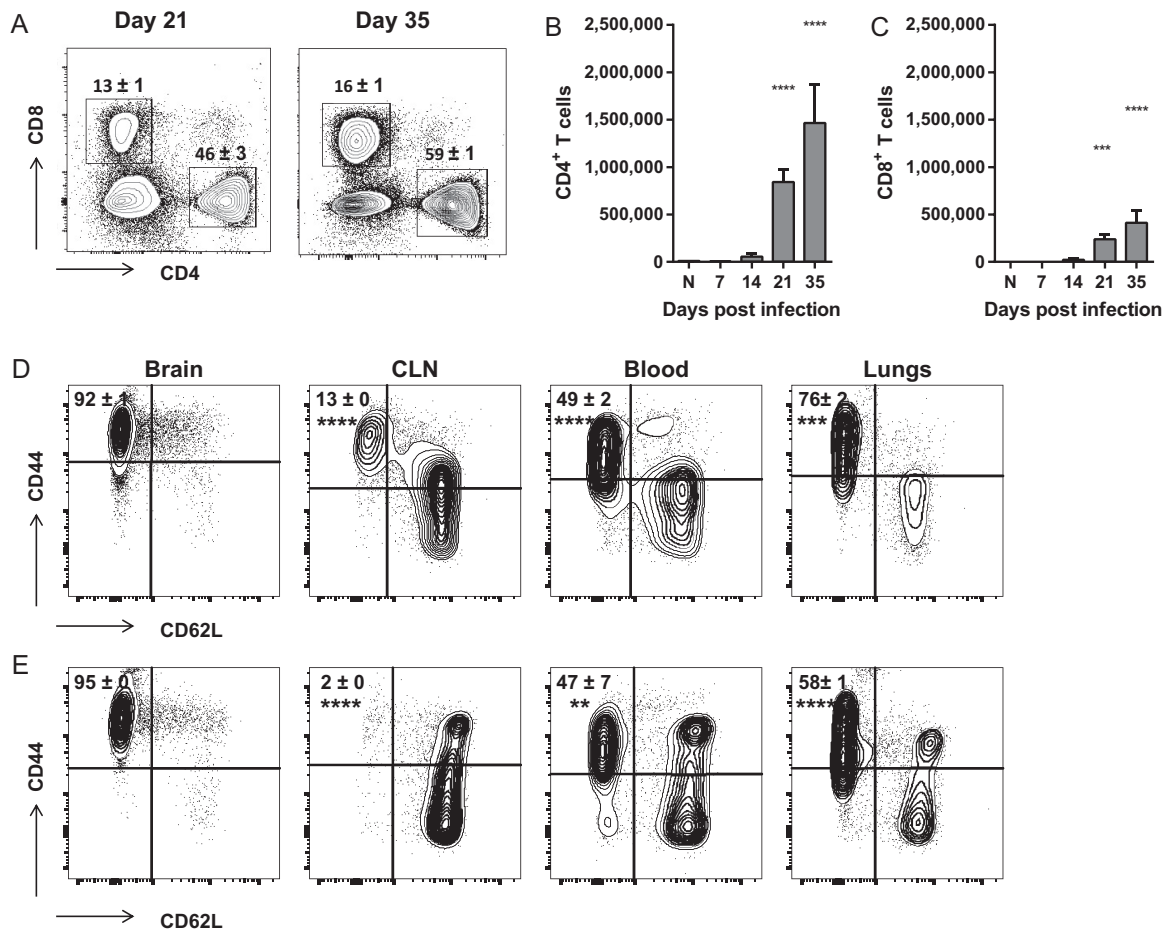 A
Day 21
Day 35
13 ± 1
46 ± 3
16 ± 1
59 ± 1
CD8
CD4
B
2,500,000
2,000,000
1,500,000
1,000,000
500,000
0
CD4+ T cells
****
****
N 7 14 21 35
Days post infection
C
2,500,000
2,000,000
1,500,000
1,000,000
500,000
0
CD8+ T cells
***
****
N 7 14 21 35
Days post infection
D
Brain
CLN
Blood
Lungs
92 ± 1
13 ± 0
****
49 ± 2
****
76± 2
***
CD44
CD62L
E
95 ± 0
2 ± 0
****
47 ± 7
**
58± 1
****
CD44
CD62L